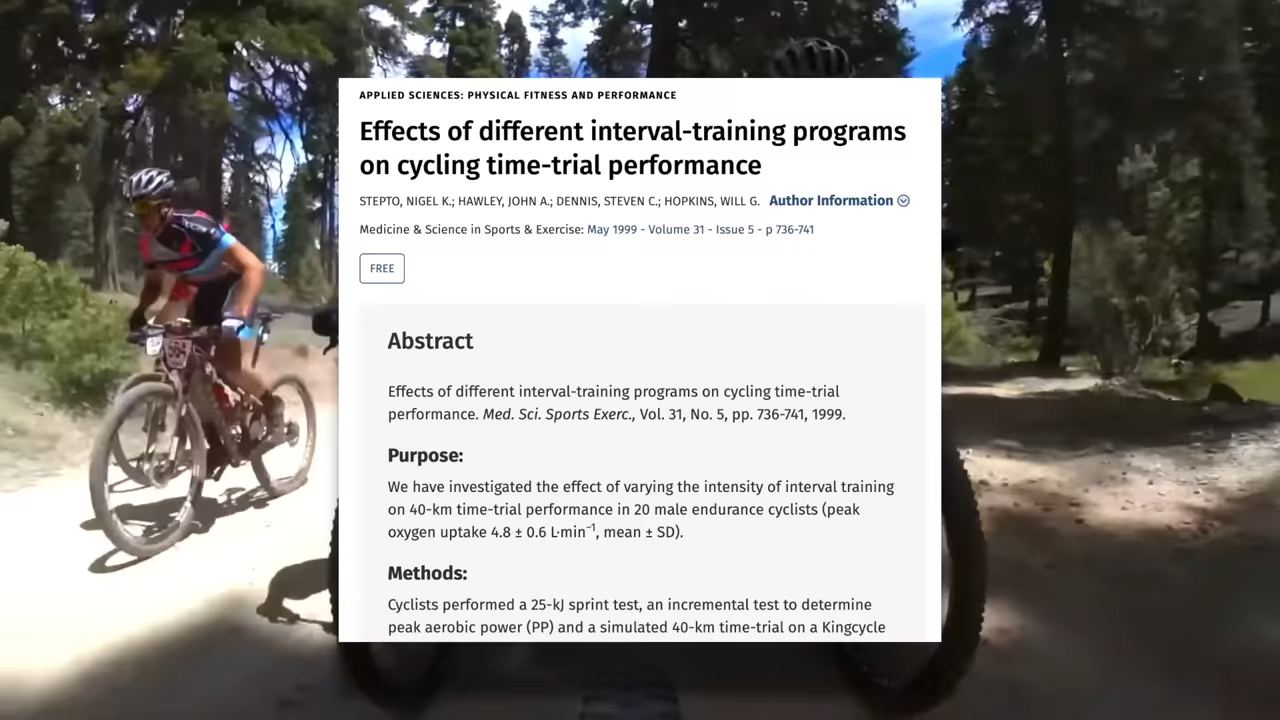 APPLIED SCIENCES: PHYSICAL FITNESS AND PERFORMANCE
Effects of different interval-training programs
on cycling time-trial performance
STEPTO, NIGEL K.; HAWLEY, JOHN A.; DENNIS, STEVEN C.; HOPKINS, WILL G. Author Information
Medicine & Science in Sports & Exercise: May 1999 - Volume 31 - Issue 5 - p 736-741
FREE
Abstract
Effects of different interval-training programs on cycling time-trial
performance. Med. Sci. Sports Exerc., Vol. 31, No. 5, pp. 736-741, 1999.
Purpose:
We have investigated the effect of varying the intensity of interval training
on 40-km time-trial performance in 20 male endurance cyclists (peak
oxygen uptake 4.8 ± 0.6 L·min⁻¹, mean ± SD).
Methods:
Cyclists performed a 25-kJ sprint test, an incremental test to determine
peak aerobic power (PP) and a simulated 40-km time-trial on a Kingcycle